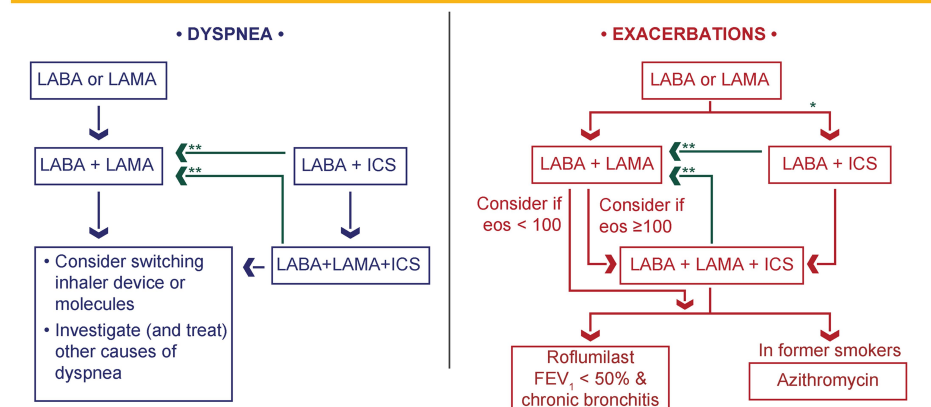 • DYSPNEA •
LABA or LAMA
LABA + LAMA
**
**
LABA + ICS
LABA+LAMA+ICS
• Consider switching
inhaler device or
molecules
• Investigate (and treat)
other causes of
dyspnea
• EXACERBATIONS •
LABA or LAMA
*
LABA + LAMA
**
**
LABA + ICS
Consider if
eos < 100
Consider if
eos ≥100
LABA + LAMA + ICS
Roflumilast
FEV₁ < 50% &
chronic bronchitis
In former smokers
Azithromycin